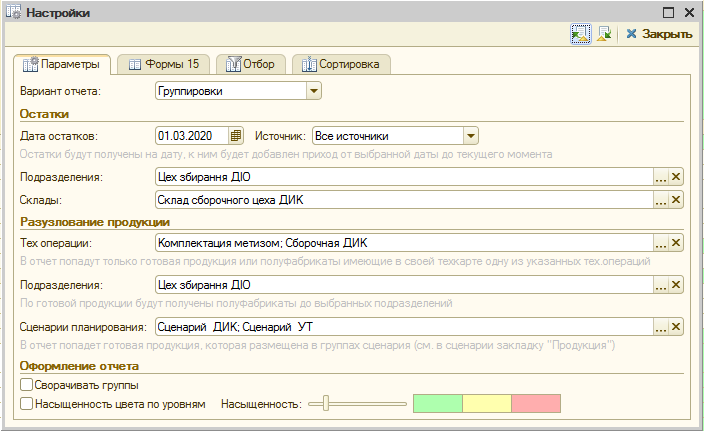 Настройки
Закрыть
Параметры Формы 15 Отбор Сортировка
Вариант отчета: Группировки
Остатки
Дата остатков: 01.03.2020 Источник: Все источники
Остатки будут получены на дату, к ним будет добавлен приход от выбранной даты до текущего момента
Подразделения: Цех збирання ДІО ... ×
Склады: Склад сборочного цеха ДИК ... ×
Разузлование продукции
Тех операции: Комплектация метизом; Сборочная ДИК ... ×
В отчет попадут только готовая продукция или полуфабрикаты имеющие в своей техкарте одну из указанных тех.операций
Подразделения: Цех збирання ДІО ... ×
По готовой продукции будут получены полуфабрикаты до выбранных подразделений
Сценарии планирования: Сценарий ДИК; Сценарий УТ ... ×
В отчет попадет готовая продукция, которая размещена в группах сценария (см. в сценарии закладку "Продукция")
Оформление отчета
Сворачивать группы
Насыщенность цвета по уровням Насыщенность: